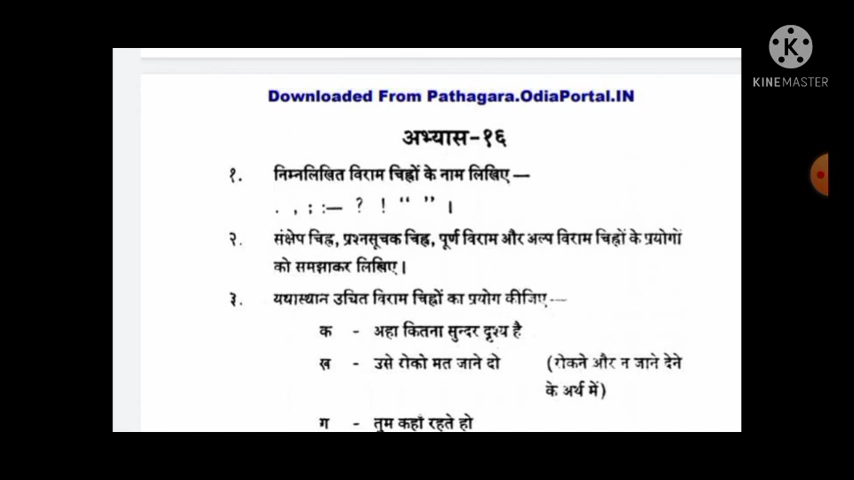 KINEMASTER
Downloaded From Pathagara.OdiaPortal.IN
अभ्यास-१६
१. निम्नलिखित विराम चिह्नों के नाम लिखिए —
. , ; :— ? ! “ ” ।
२. संक्षेप चिह्न, प्रश्नसूचक चिह्न, पूर्ण विराम और अल्प विराम चिह्नों के प्रयोगों
को समझाकर लिखिए ।
३. यथास्थान उचित विराम चिह्नों का प्रयोग कीजिए —
क - अहा कितना सुन्दर दृश्य है
ख - उसे रोको मत जाने दो (रोकने और न जाने देने
के अर्थ में)
ग - तुम कहाँ रहते हो